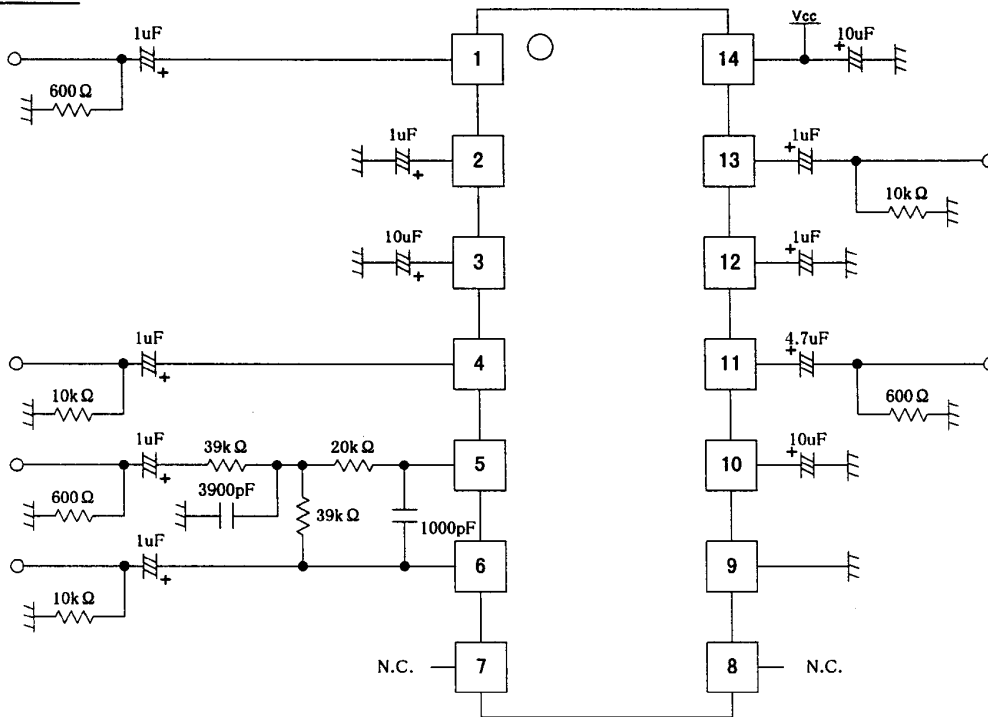 Vcc
1uF
10uF
+
1
14
+
600Ω
1uF
1uF
+
2
13
+
10kΩ
10uF
1uF
+
3
12
+
1uF
4.7uF
+
4
11
+
10kΩ
600Ω
1uF
39kΩ
20kΩ
10uF
+
5
10
+
600Ω
3900pF
39kΩ
1000pF
1uF
+
6
9
10kΩ
N.C.
7
8
N.C.